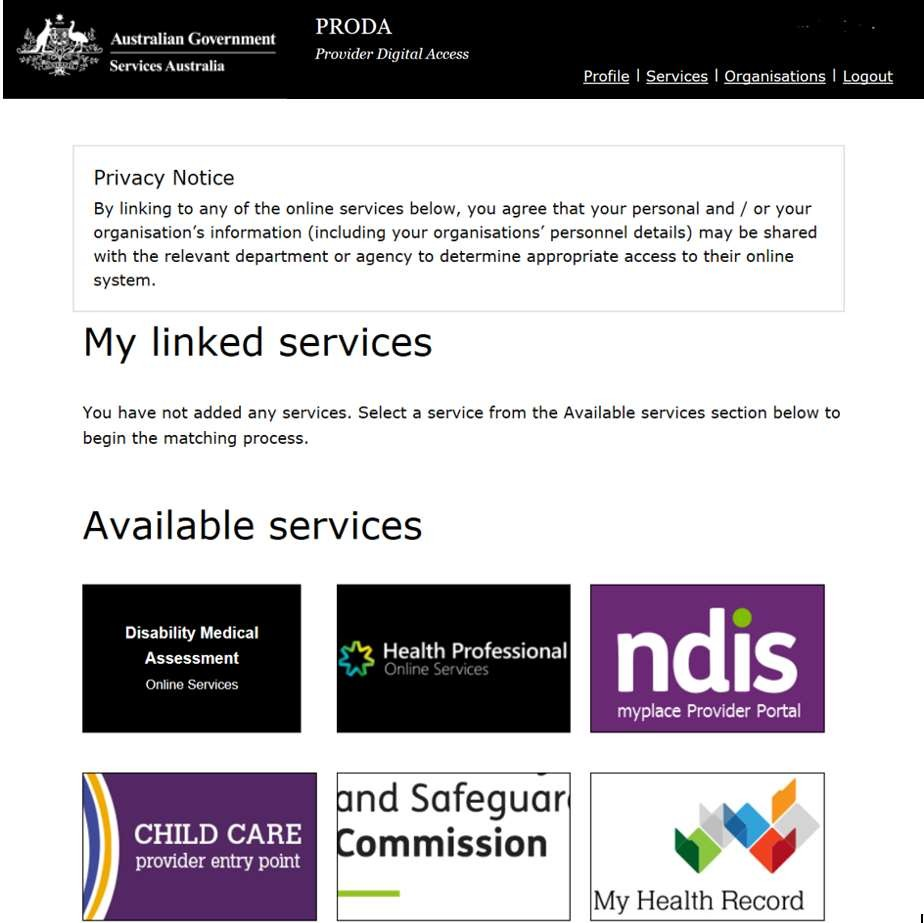 Australian Government
Services Australia
PRODA
Provider Digital Access
Profile | Services | Organisations | Logout
Privacy Notice
By linking to any of the online services below, you agree that your personal and / or your
organisation’s information (including your organisations’ personnel details) may be shared
with the relevant department or agency to determine appropriate access to their online
system.
My linked services
You have not added any services. Select a service from the Available services section below to
begin the matching process.
Available services
Disability Medical
Assessment
Online Services
Health Professional
Online Services
ndis
myplace Provider Portal
CHILD CARE
provider entry point
and Safeguar
Commission
My Health Record